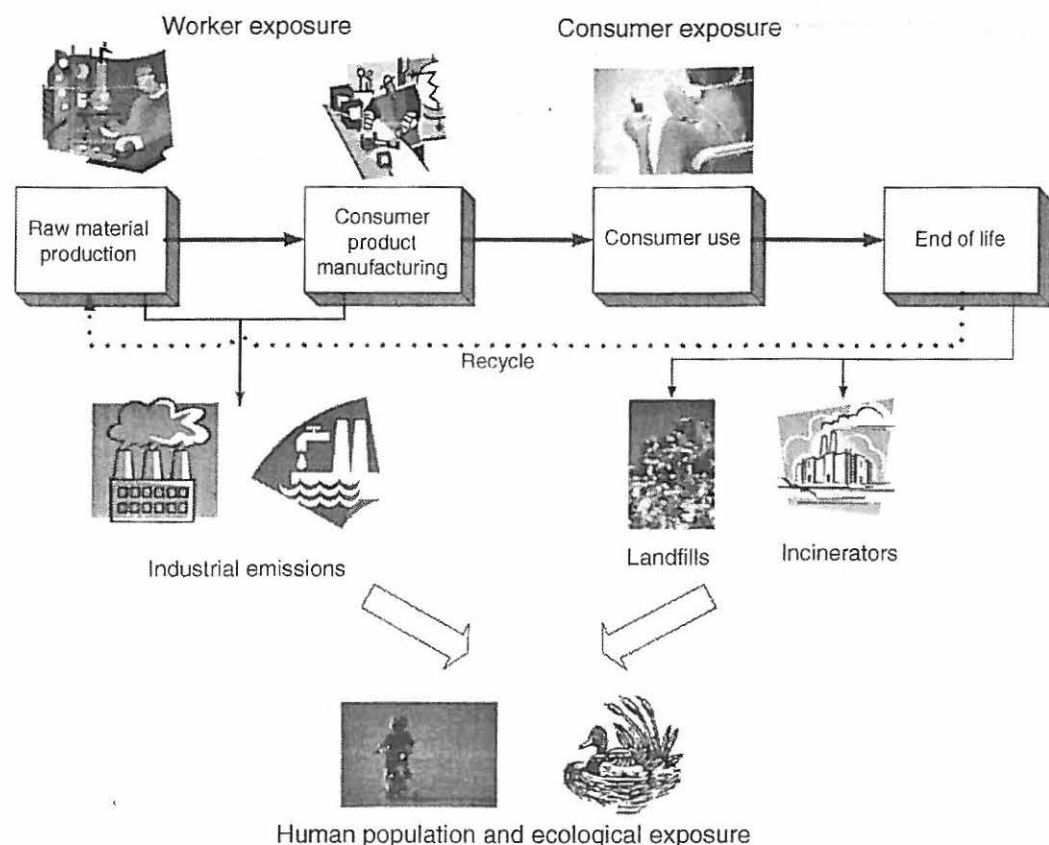 Worker exposure
Consumer exposure
Raw material
production
Consumer
product
manufacturing
Consumer use
End of life
Recycle
Industrial emissions
Landfills
Incinerators
Human population and ecological exposure